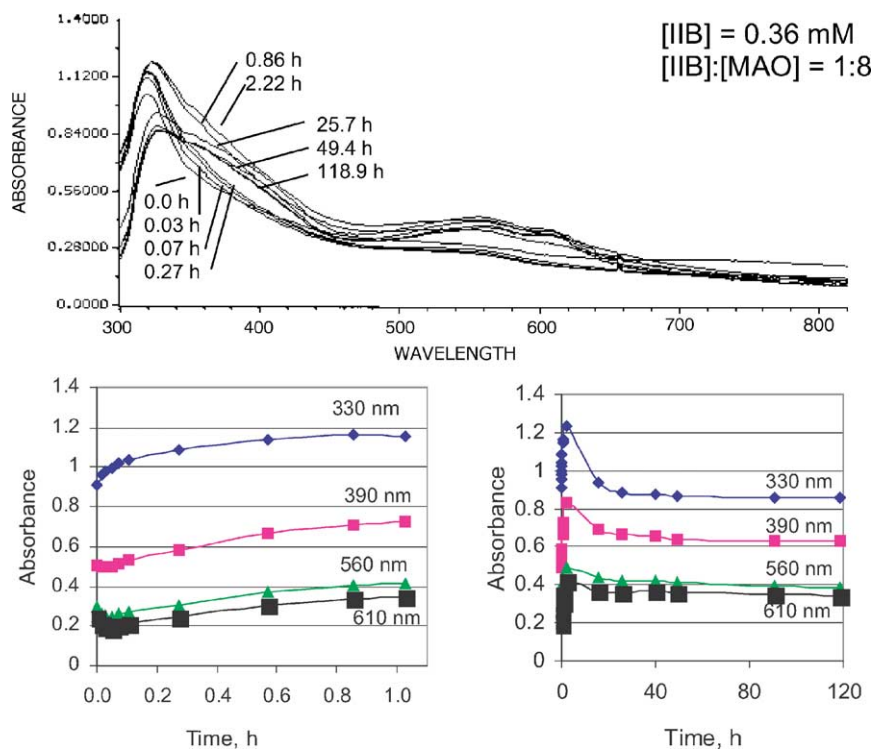 [IIB] = 0.36 mM
[IIB]:[MAO] = 1:8
1.4000
1.1200
0.84000
0.56000
0.28000
0.0000
ABSORBANCE
0.86 h
2.22 h
25.7 h
49.4 h
118.9 h
0.0 h
0.03 h
0.07 h
0.27 h
300 400 500 600 700 800
WAVELENGTH
1.4
1.2
1
0.8
0.6
0.4
0.2
0
Absorbance
330 nm
390 nm
560 nm
610 nm
0.0 0.2 0.4 0.6 0.8 1.0
Time, h
1.4
1.2
1
0.8
0.6
0.4
0.2
0
Absorbance
330 nm
390 nm
560 nm
610 nm
0 40 80 120
Time, h